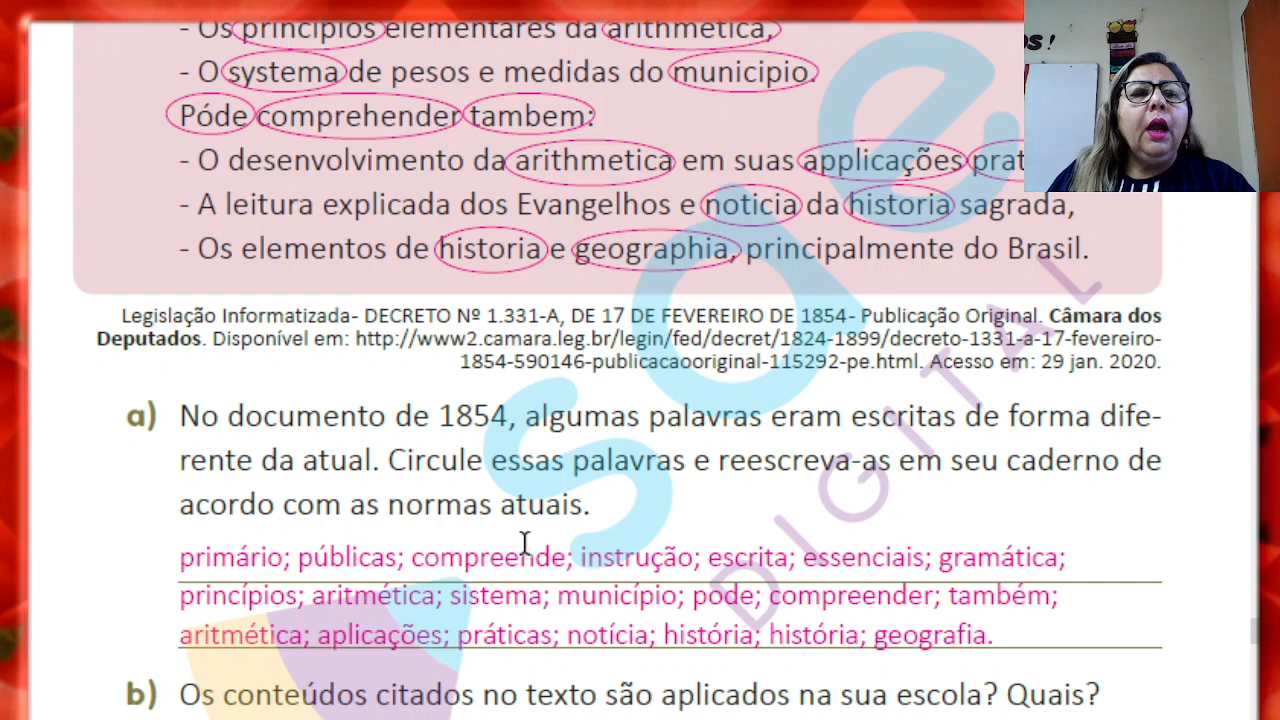 - Os princípios elementares da arithmetica,
- O systema de pesos e medidas do municipio.
Póde comprehender tambem:
- O desenvolvimento da arithmetica em suas applicações
- A leitura explicada dos Evangelhos e noticia da historia sagrada,
- Os elementos de historia e geographia, principalmente do Brasil.
Legislação Informatizada- DECRETO Nº 1.331-A, DE 17 DE FEVEREIRO DE 1854- Publicação Original. Câmara dos
Deputados. Disponível em: http://www2.camara.leg.br/legin/fed/decret/1824-1899/decreto-1331-a-17-fevereiro-
1854-590146-publicacaooriginal-115292-pe.html. Acesso em: 29 jan. 2020.
a) No documento de 1854, algumas palavras eram escritas de forma dife-
rente da atual. Circule essas palavras e reescreva-as em seu caderno de
acordo com as normas atuais.
primário; públicas; compreende; instrução; escrita; essenciais; gramática;
princípios; aritmética; sistema; município; pode; compreender; também;
aritmética; aplicações; práticas; notícia; história; história; geografia.
b) Os conteúdos citados no texto são aplicados na sua escola? Quais?
sae
DIGITAL